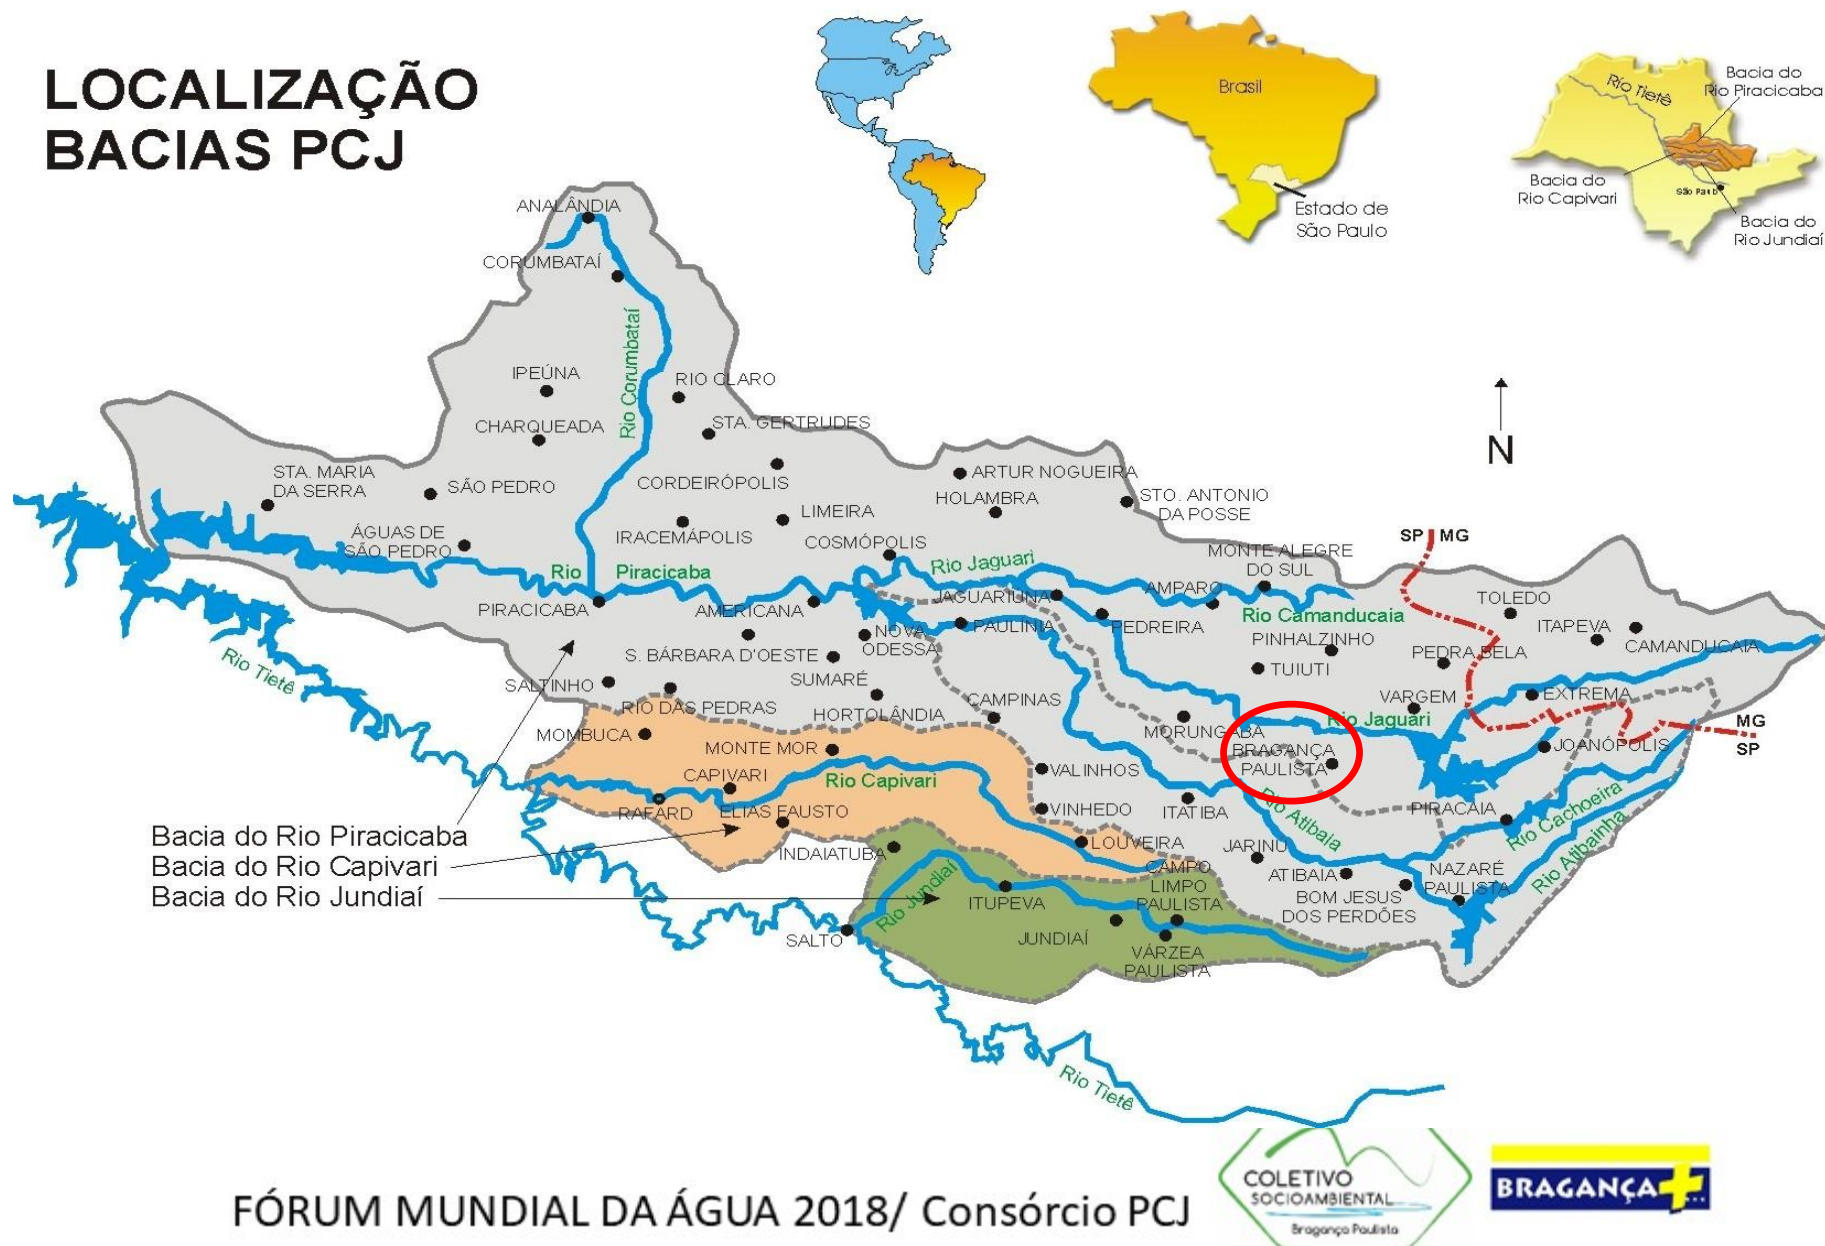 LOCALIZAÇÃO
BACIAS PCJ
Brasil
Estado de
São Paulo
Rio Tietê
Bacia do
Rio Piracicaba
Bacia do
Rio Capivari
São Paulo
Bacia do
Rio Jundiaí
ANALÂNDIA
CORUMBATAÍ
Rio Corumbataí
IPEÚNA
RIO CLARO
CHARQUEADA
STA. GERTRUDES
STA. MARIA
DA SERRA
SÃO PEDRO
CORDEIRÓPOLIS
ARTUR NOGUEIRA
HOLAMBRA
STO. ANTONIO
DA POSSE
N
ÁGUAS DE
SÃO PEDRO
IRACEMÁPOLIS
LIMEIRA
COSMÓPOLIS
Rio Jaguari
MONTE ALEGRE
DO SUL
SP MG
Rio Piracicaba
PIRACICABA
AMERICANA
JAGUARIUNA
AMPARO
Rio Camanducaia
TOLEDO
ITAPEVA
CAMANDUCAIA
NOVA
ODESSA
PAULÍNIA
PEDREIRA
PINHALZINHO
PEDRA BELA
TUIUTI
Rio Tietê
S. BÁRBARA D'OESTE
SUMARÉ
SALTINHO
RIO DAS PEDRAS
HORTOLÂNDIA
CAMPINAS
VARGEM
EXTREMA
Rio Jaguari
MORUNGABA
MG
SP
MOMBUCA
MONTE MOR
BRAGANÇA
PAULISTA
JOANÓPOLIS
CAPIVARI
Rio Capivari
VALINHOS
RAFARD
ELIAS FAUSTO
VINHEDO
ITATIBA
Rio Atibaia
PIRACAIA
Rio Cachoeira
Rio Atibainha
Bacia do Rio Piracicaba
Bacia do Rio Capivari
Bacia do Rio Jundiaí
INDAIATUBA
LOUVEIRA
JARINU
CAMPO
LIMPO
PAULISTA
ATIBAIA
BOM JESUS
DOS PERDÕES
NAZARÉ
PAULISTA
Rio Jundiaí
ITUPEVA
SALTO
JUNDIAÍ
VÁRZEA
PAULISTA
Rio Tietê
FÓRUM MUNDIAL DA ÁGUA 2018/ Consórcio PCJ
COLETIVO
SOCIOAMBIENTAL
Bragança Paulista
BRAGANÇA+...